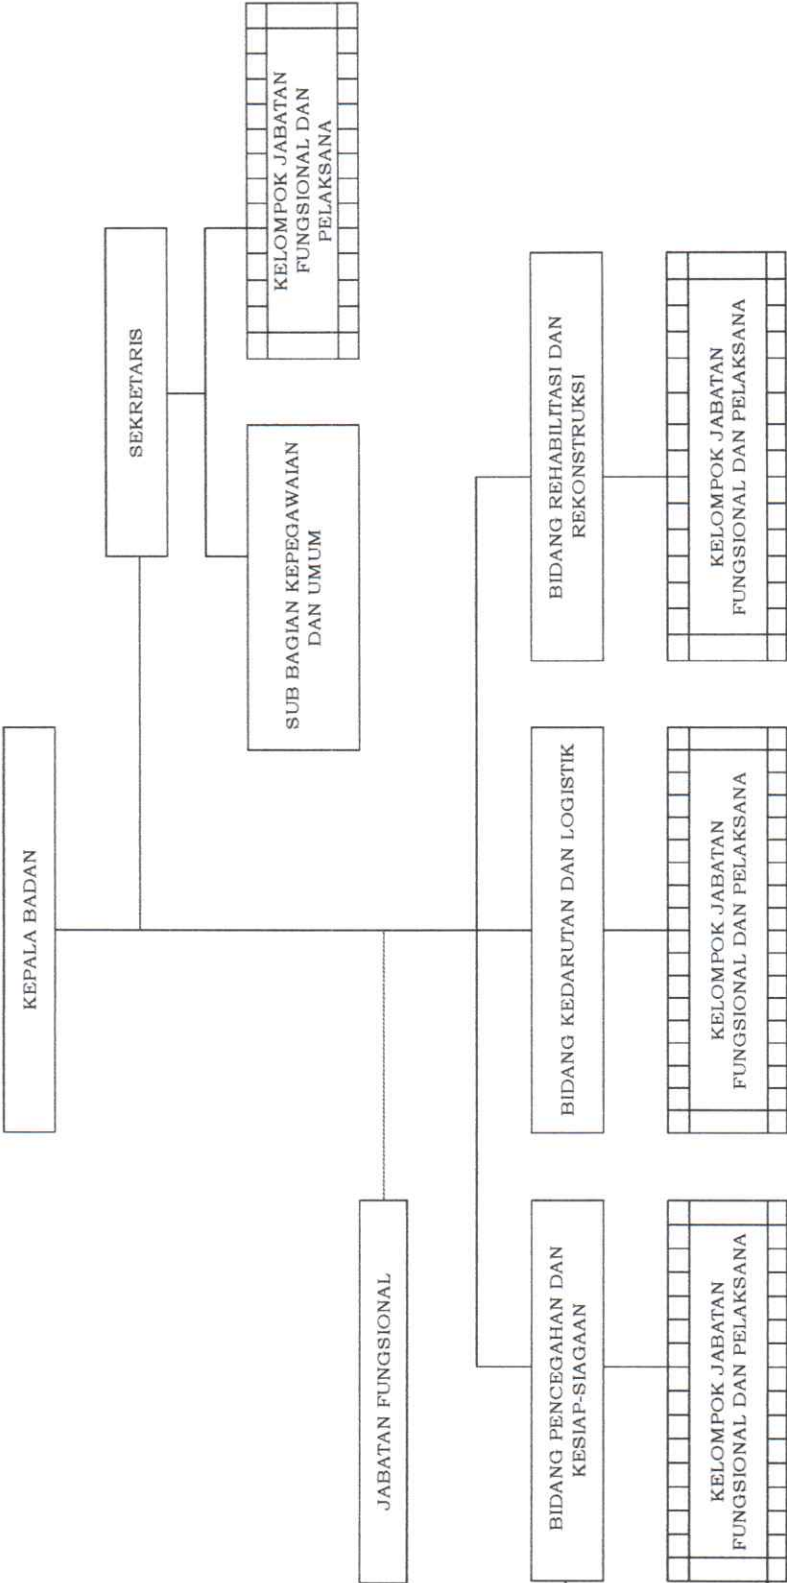 KEPALA BADAN
SEKRETARIS
SUB BAGIAN KEPEGAWAIAN
DAN UMUM
KELOMPOK JABATAN
FUNGSIONAL DAN
PELAKSANA
JABATAN FUNGSIONAL
BIDANG PENCEGAHAN DAN
KESIAP-SIAGAAN
BIDANG KEDARUTAN DAN LOGISTIK
BIDANG REHABILITASI DAN
REKONSTRUKSI
KELOMPOK JABATAN
FUNGSIONAL DAN PELAKSANA
KELOMPOK JABATAN
FUNGSIONAL DAN PELAKSANA
KELOMPOK JABATAN
FUNGSIONAL DAN PELAKSANA